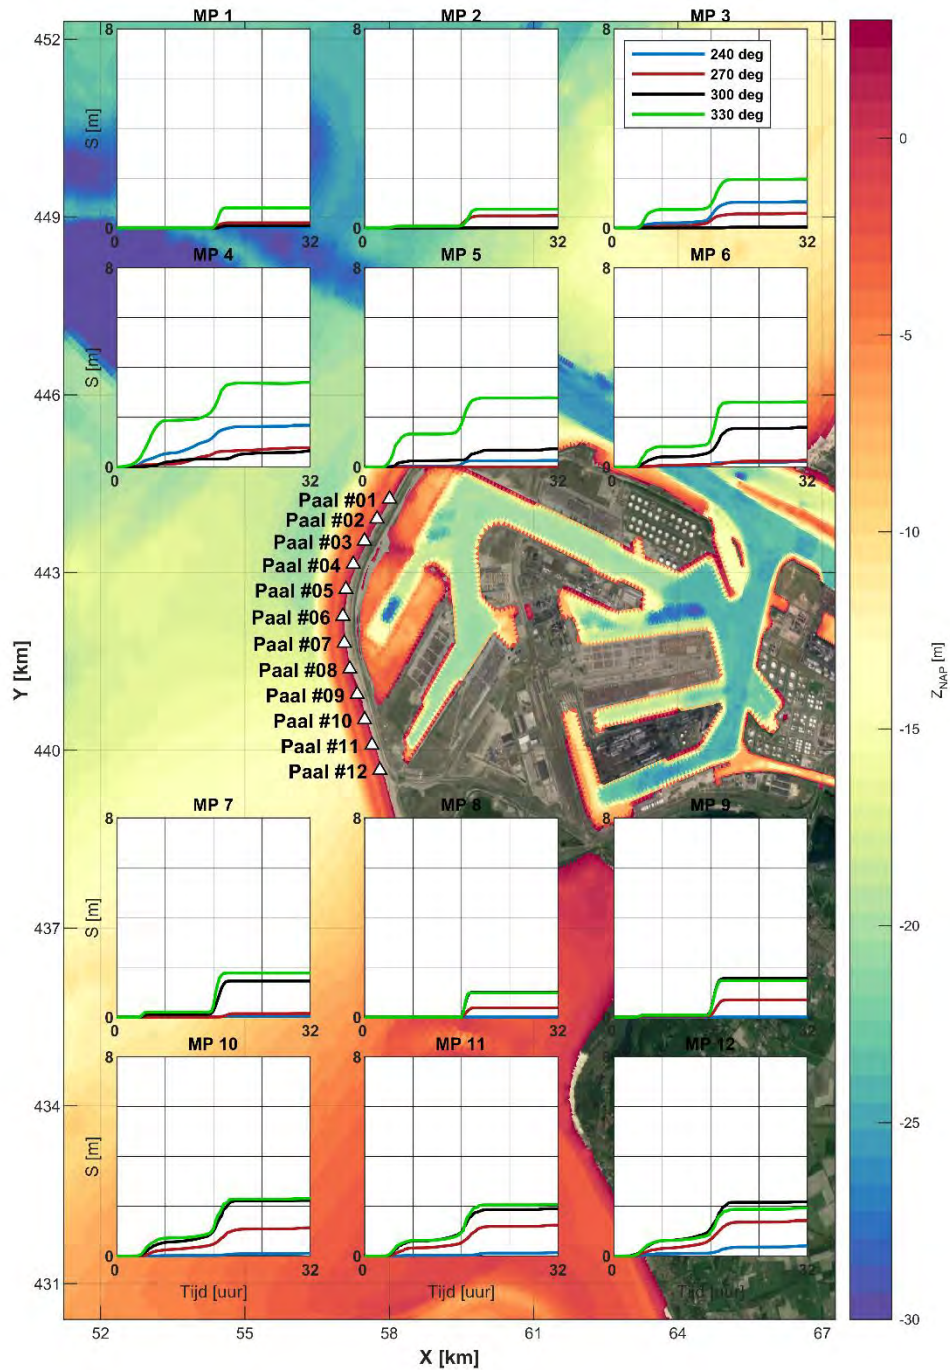 MP 1
MP 2
MP 3
452
8
8
8
240 deg
270 deg
300 deg
330 deg
0
S [m]
449
0
0
0
0
32
0
32
0
32
MP 4
MP 5
MP 6
8
8
8
-5
S [m]
446
0
0
0
0
32
0
32
0
32
Paal #01
Paal #02
Paal #03
-10
Paal #04
443
Paal #05
Paal #06
Paal #07
Y [km]
Z_NAP [m]
Paal #08
Paal #09
Paal #10
-15
Paal #11
440
Paal #12
MP 7
MP 8
MP 9
8
8
8
S [m]
437
-20
0
0
0
0
32
0
32
0
32
MP 10
MP 11
MP 12
8
8
8
434
-25
S [m]
0
0
0
0
32
0
32
0
32
431
Tijd [uur]
Tijd [uur]
Tijd [uur]
-30
52
55
58
61
64
67
X [km]